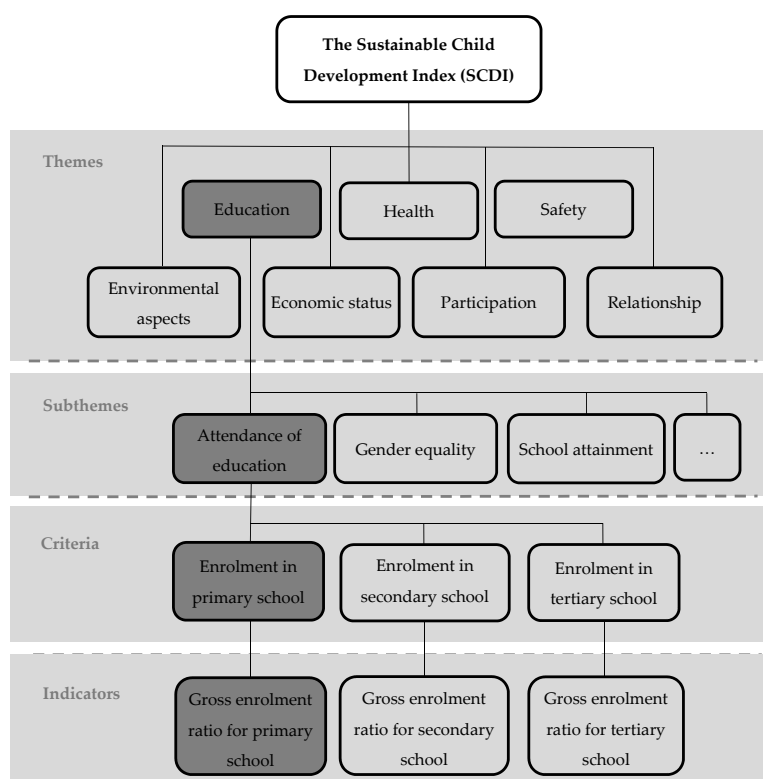 The Sustainable Child
Development Index (SCDI)
Themes
Education
Health
Safety
Environmental
aspects
Economic status
Participation
Relationship
Subthemes
Attendance of
education
Gender equality
School attainment
…
Criteria
Enrolment in
primary school
Enrolment in
secondary school
Enrolment in
tertiary school
Indicators
Gross enrolment
ratio for primary
school
Gross enrolment
ratio for secondary
school
Gross enrolment
ratio for tertiary
school